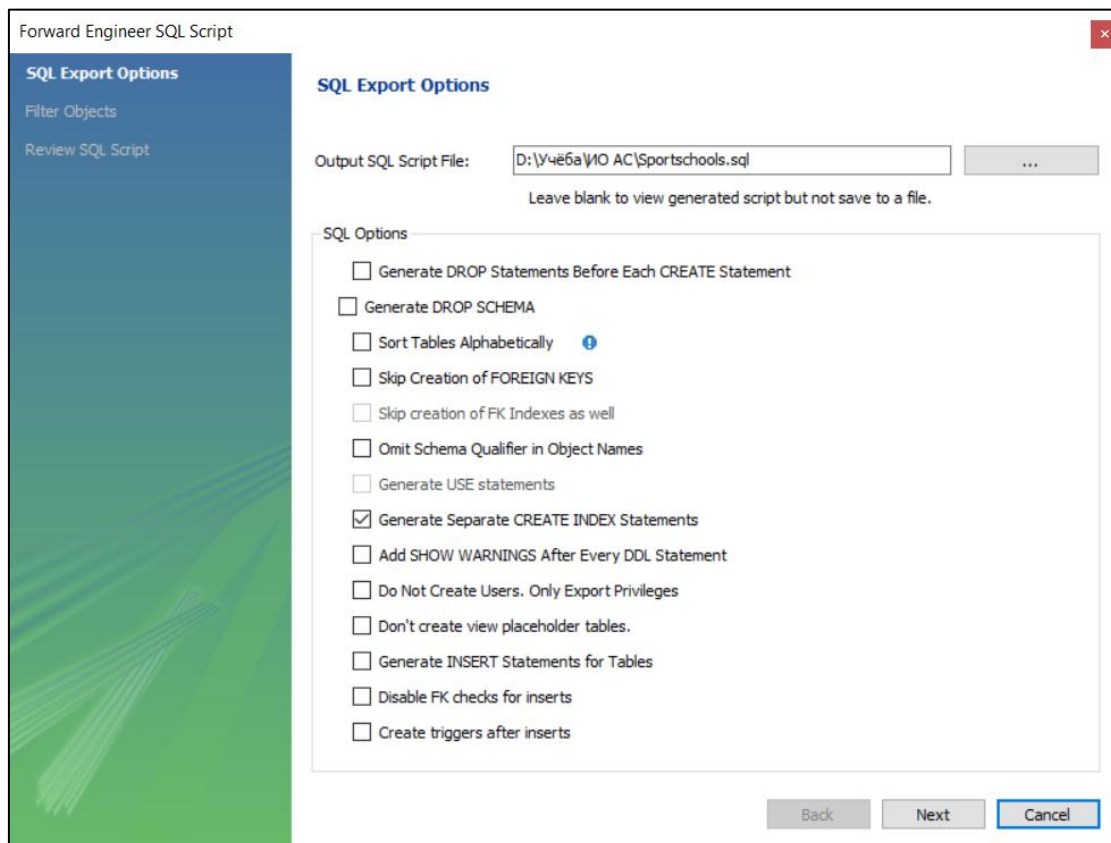 Forward Engineer SQL Script
SQL Export Options
Filter Objects
Review SQL Script
SQL Export Options
Output SQL Script File: D:\Учёба\ИО АС\Sportschools.sql ...
Leave blank to view generated script but not save to a file.
SQL Options
Generate DROP Statements Before Each CREATE Statement
Generate DROP SCHEMA
Sort Tables Alphabetically
Skip Creation of FOREIGN KEYS
Skip creation of FK Indexes as well
Omit Schema Qualifier in Object Names
Generate USE statements
Generate Separate CREATE INDEX Statements
Add SHOW WARNINGS After Every DDL Statement
Do Not Create Users. Only Export Privileges
Don't create view placeholder tables.
Generate INSERT Statements for Tables
Disable FK checks for inserts
Create triggers after inserts
Back Next Cancel